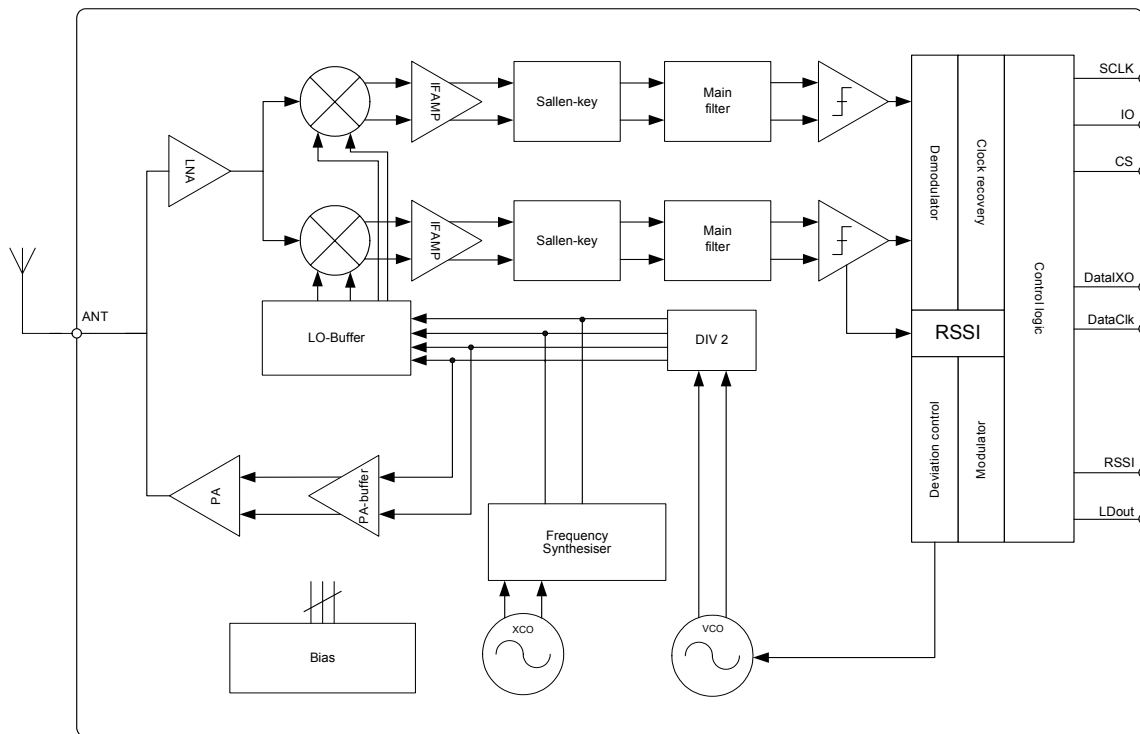 IFAMP
Sallen-key
Main
filter
SCLK
IO
CS
LNA
Demodulator
Clock recovery
IFAMP
Sallen-key
Main
filter
Control logic
DataIXO
DataClk
ANT
LO-Buffer
DIV 2
RSSI
Deviation control
Modulator
RSSI
LDout
PA
PA-buffer
Frequency
Synthesiser
XCO
VCO
Bias